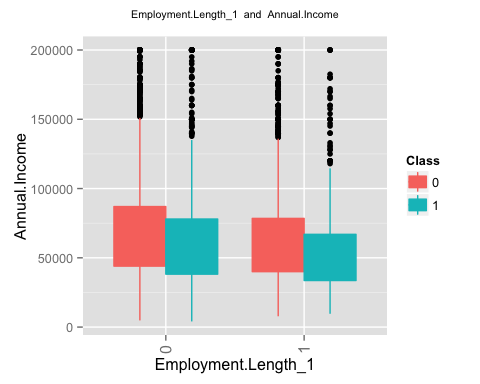 Employment.Length_1 and Annual.Income
200000
150000
100000
50000
0
Annual.Income
0
1
Employment.Length_1
Class
0
1